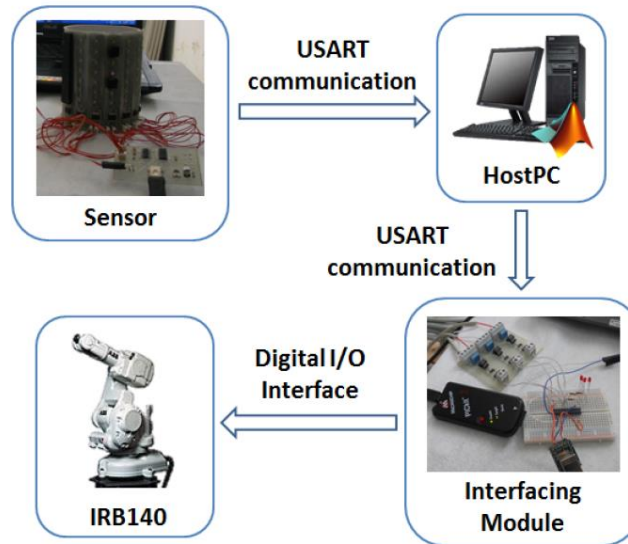 USART
communication
Sensor
HostPC
USART
communication
Digital I/O
Interface
IRB140
Interfacing
Module